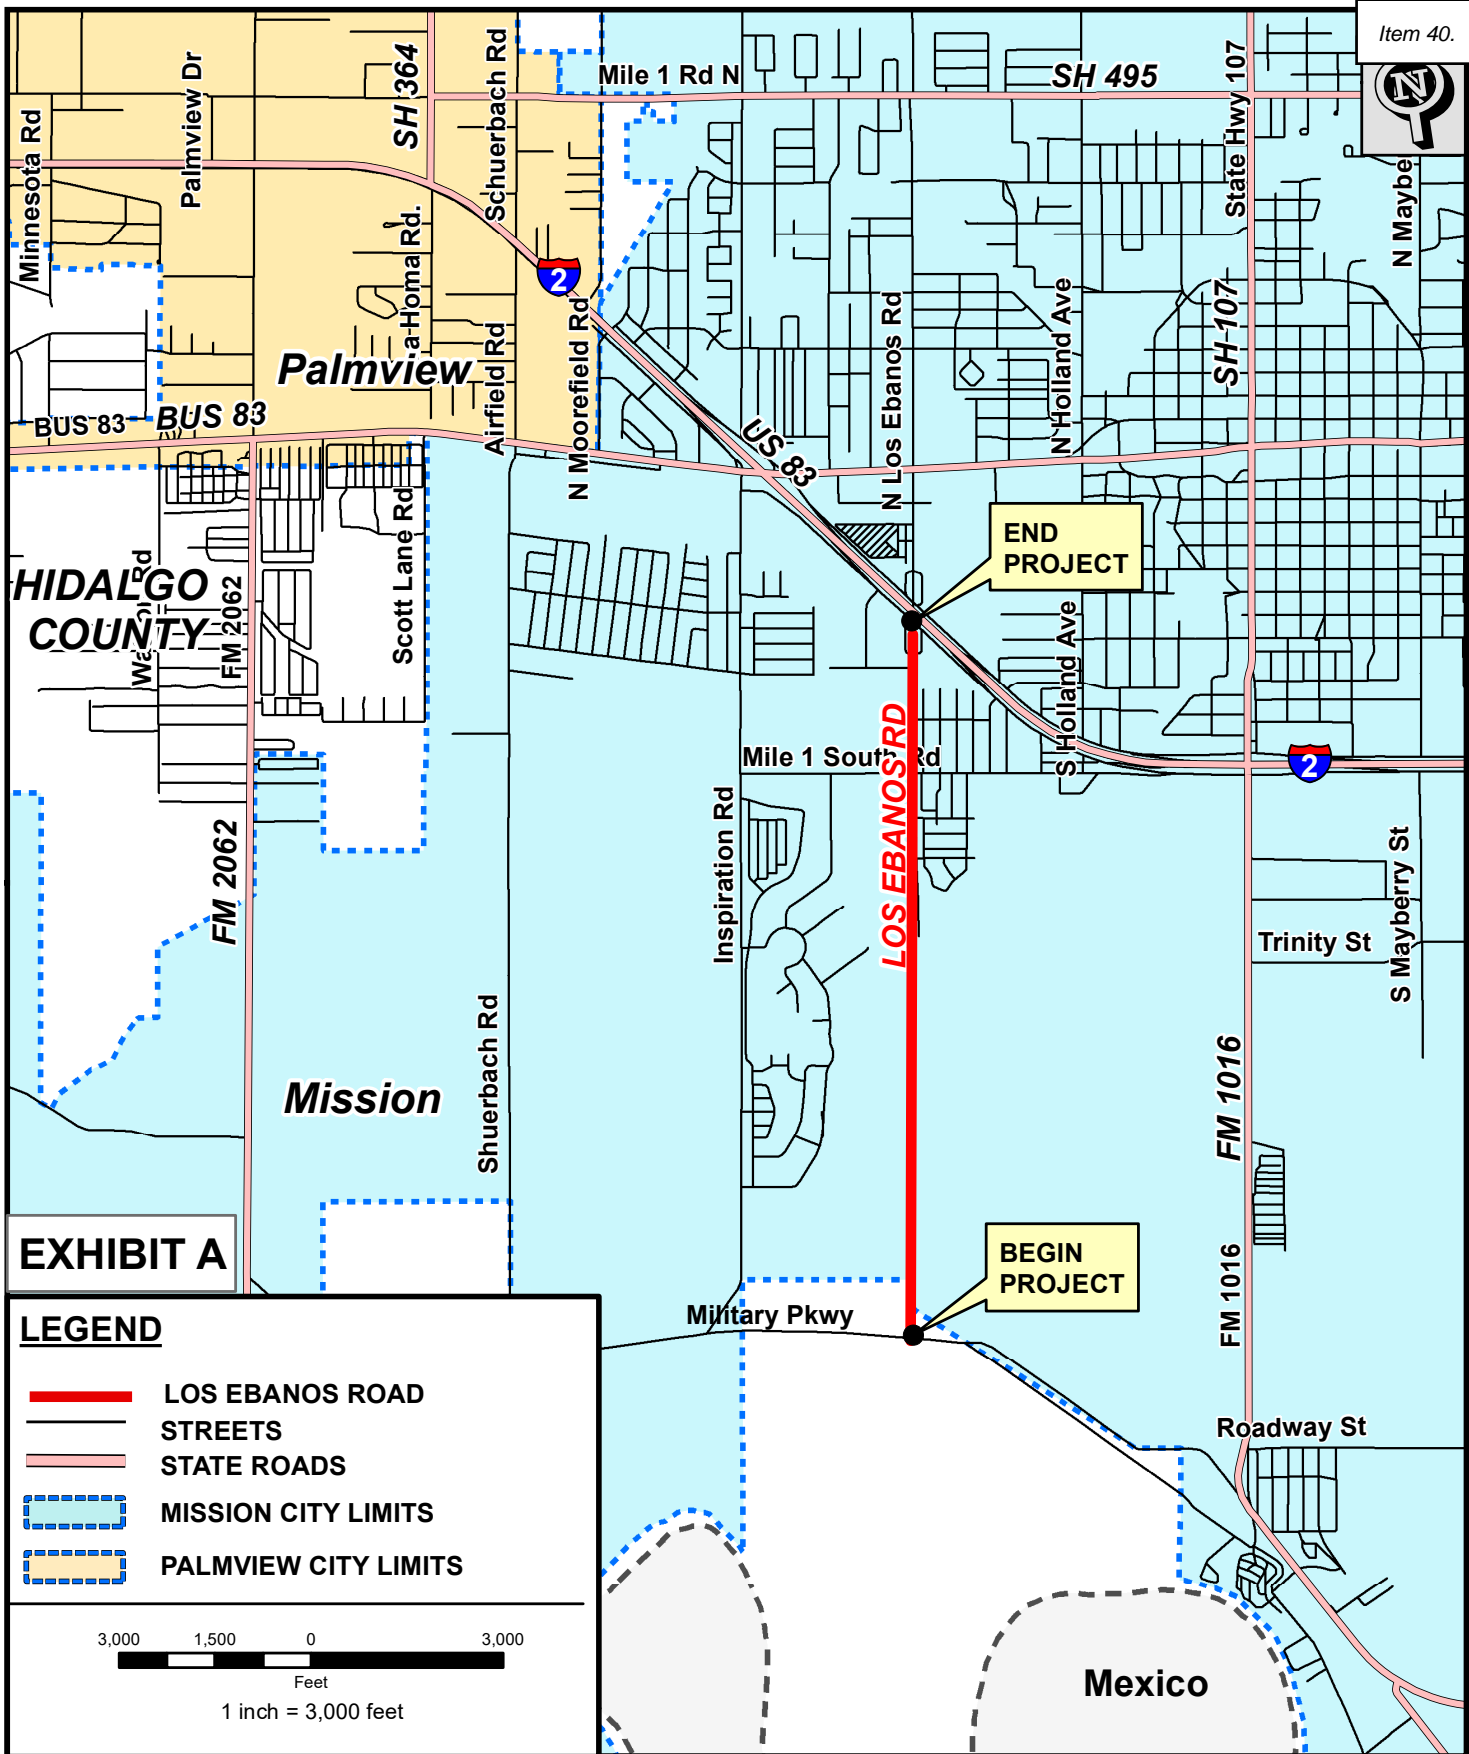 Item 40.
N
Mile 1 Rd N
SH 495
SH 364
Palmview Dr
Minnesota Rd
Schuerbach Rd
State Hwy 107
N Maybe
2
a-Homa Rd.
Palmview
Airfield Rd
N Moorefield Rd
N Los Ebanos Rd
N Holland Ave
SH 107
BUS 83
BUS 83
US 83
END
PROJECT
HIDALGO
COUNTY
Rd
FM 2062
Scott Lane Rd
S Holland Ave
LOS EBANOS RD
Mile 1 South Rd
2
FM 2062
Inspiration Rd
S Mayberry St
Trinity St
Shuerbach Rd
Mission
FM 1016
EXHIBIT A
BEGIN
PROJECT
FM 1016
Military Pkwy
Roadway St
LEGEND
LOS EBANOS ROAD
STREETS
STATE ROADS
MISSION CITY LIMITS
PALMVIEW CITY LIMITS
3,000 1,500 0 3,000
Feet
1 inch = 3,000 feet
Mexico